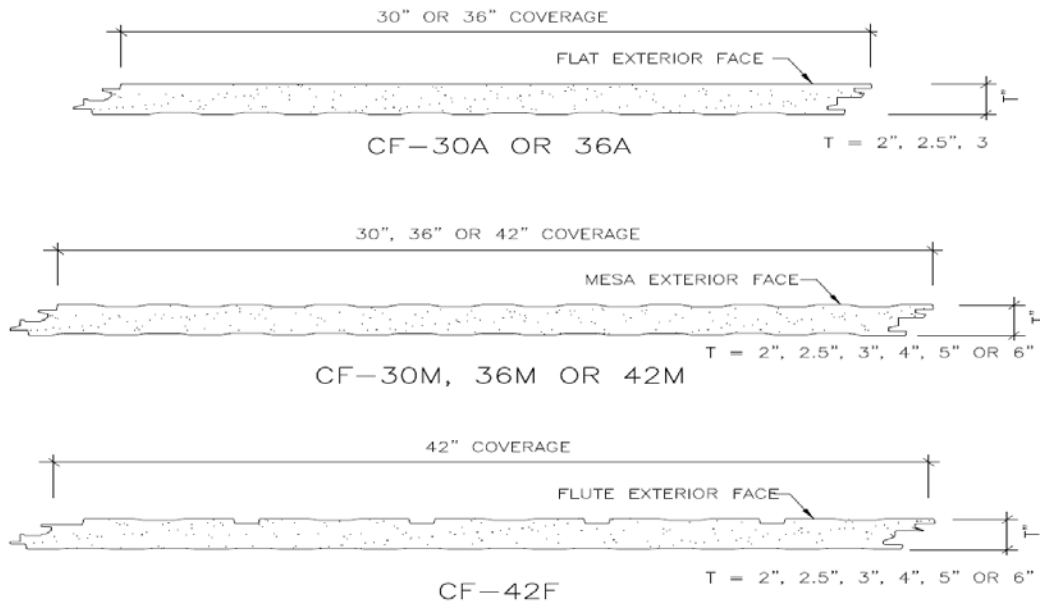 30” OR 36” COVERAGE
FLAT EXTERIOR FACE
T”
CF–30A OR 36A
T = 2”, 2.5”, 3
30”, 36” OR 42” COVERAGE
MESA EXTERIOR FACE
T”
T = 2”, 2.5”, 3”, 4”, 5” OR 6”
CF–30M, 36M OR 42M
42” COVERAGE
FLUTE EXTERIOR FACE
T”
T = 2”, 2.5”, 3”, 4”, 5” OR 6”
CF–42F